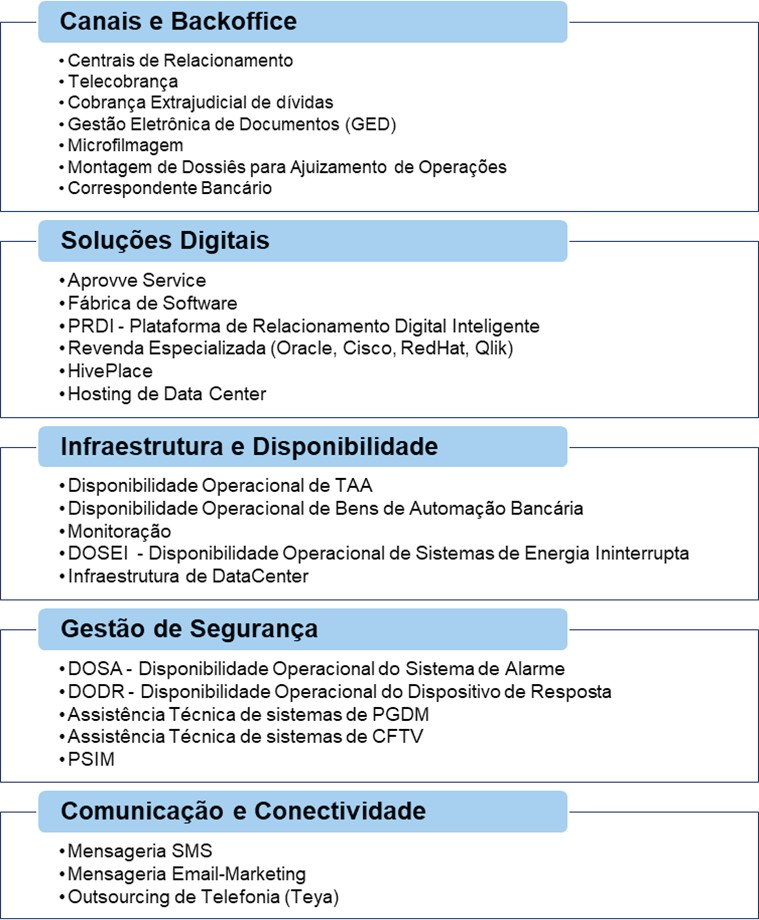 Canais e Backoffice
• Centrais de Relacionamento
• Telecobrança
• Cobrança Extrajudicial de dívidas
• Gestão Eletrônica de Documentos (GED)
• Microfilmagem
• Montagem de Dossiês para Ajuizamento de Operações
• Correspondente Bancário
Soluções Digitais
• Aprovve Service
• Fábrica de Software
• PRDI - Plataforma de Relacionamento Digital Inteligente
• Revenda Especializada (Oracle, Cisco, RedHat, Qlik)
• HivePlace
• Hosting de Data Center
Infraestrutura e Disponibilidade
• Disponibilidade Operacional de TAA
• Disponibilidade Operacional de Bens de Automação Bancária
• Monitoração
• DOSEI - Disponibilidade Operacional de Sistemas de Energia Ininterrupta
• Infraestrutura de DataCenter
Gestão de Segurança
• DOSA - Disponibilidade Operacional do Sistema de Alarme
• DODR - Disponibilidade Operacional do Dispositivo de Resposta
• Assistência Técnica de sistemas de PGDM
• Assistência Técnica de sistemas de CFTV
• PSIM
Comunicação e Conectividade
• Mensageria SMS
• Mensageria Email-Marketing
• Outsourcing de Telefonia (Teya)